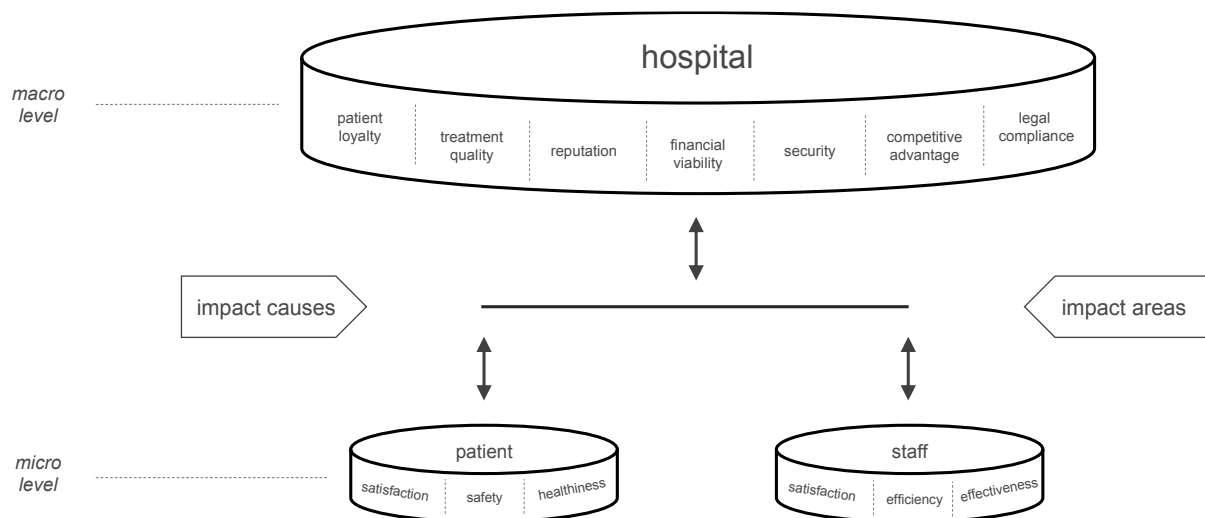 hospital
macro
level
patient
loyalty
treatment
quality
reputation
financial
viability
security
competitive
advantage
legal
compliance
impact causes
impact areas
micro
level
patient
satisfaction
safety
healthiness
staff
satisfaction
efficiency
effectiveness